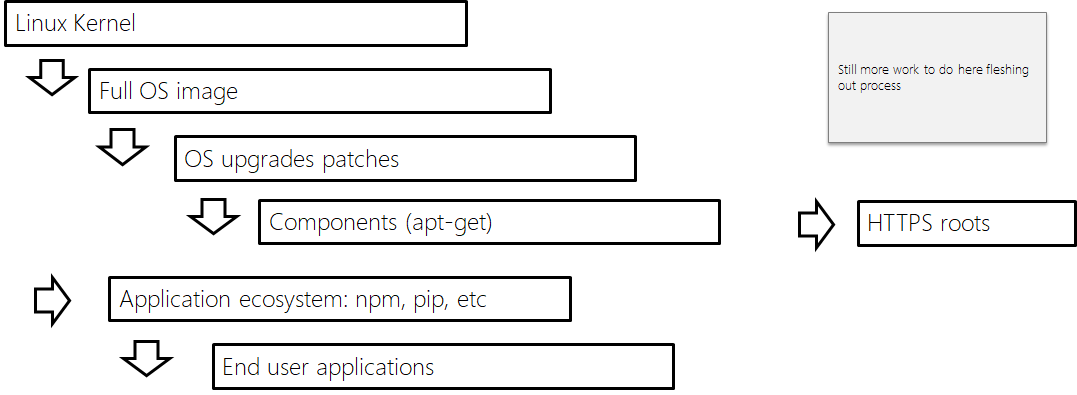 Linux Kernel
Still more work to do here fleshing
out process
Full OS image
OS upgrades patches
Components (apt-get)
HTTPS roots
Application ecosystem: npm, pip, etc
End user applications